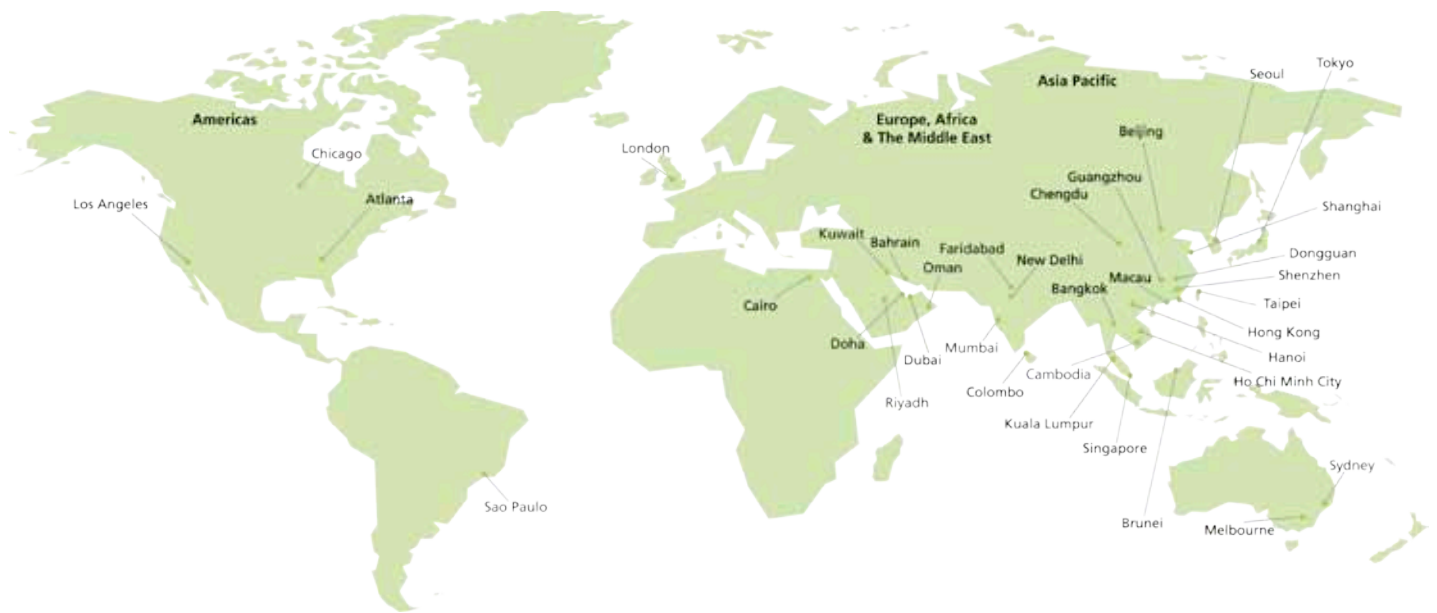 Americas
Chicago
Los Angeles
Atlanta
Sao Paulo
Europe, Africa
& The Middle East
London
Kuwait
Bahrain
Oman
Cairo
Doha
Dubai
Riyadh
Asia Pacific
Seoul
Tokyo
Beijing
Guangzhou
Chengdu
Shanghai
Faridabad
New Delhi
Dongguan
Shenzhen
Macau
Bangkok
Taipei
Hong Kong
Mumbai
Hanoi
Cambodia
Ho Chi Minh City
Colombo
Kuala Lumpur
Singapore
Brunei
Sydney
Melbourne